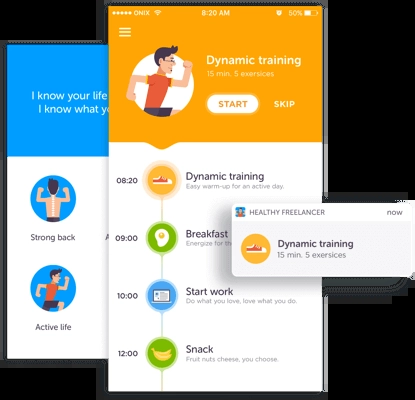 ONIX
8:20 AM
50%
Dynamic training
15 min. 5 exersices
START
SKIP
I know your life
I know what yo
Strong back
A
Active life
08:20
Dynamic training
Easy warm-up for an active day.
09:00
Breakfast
Energize for th
10:00
Start work
Do what you love, love what you do.
12:00
Snack
Fruit nuts cheese, you choose.
HEALTHY FREELANCER
now
Dynamic training
15 min. 5 exersices